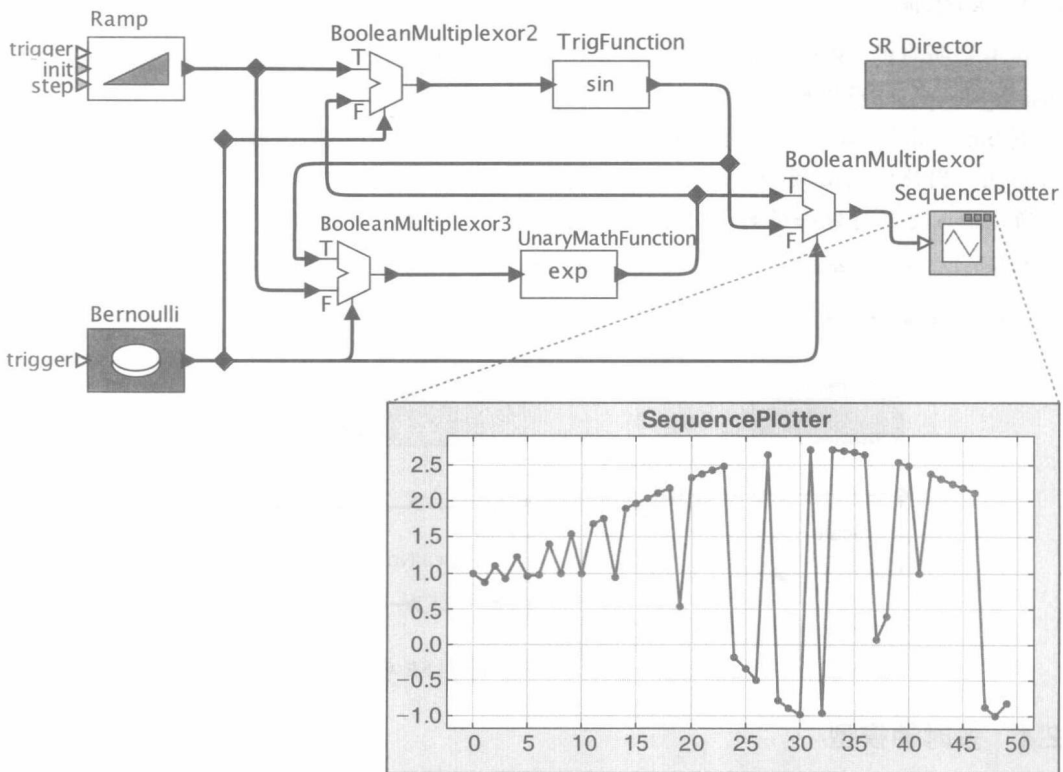 Ramp
trigger
init
step
BooleanMultiplexor2
T
F
TrigFunction
sin
SR Director
BooleanMultiplexor
T
F
SequencePlotter
BooleanMultiplexor3
T
F
UnaryMathFunction
exp
Bernoulli
trigger
SequencePlotter
2.5
2.0
1.5
1.0
0.5
0.0
−0.5
−1.0
0 5 10 15 20 25 30 35 40 45 50